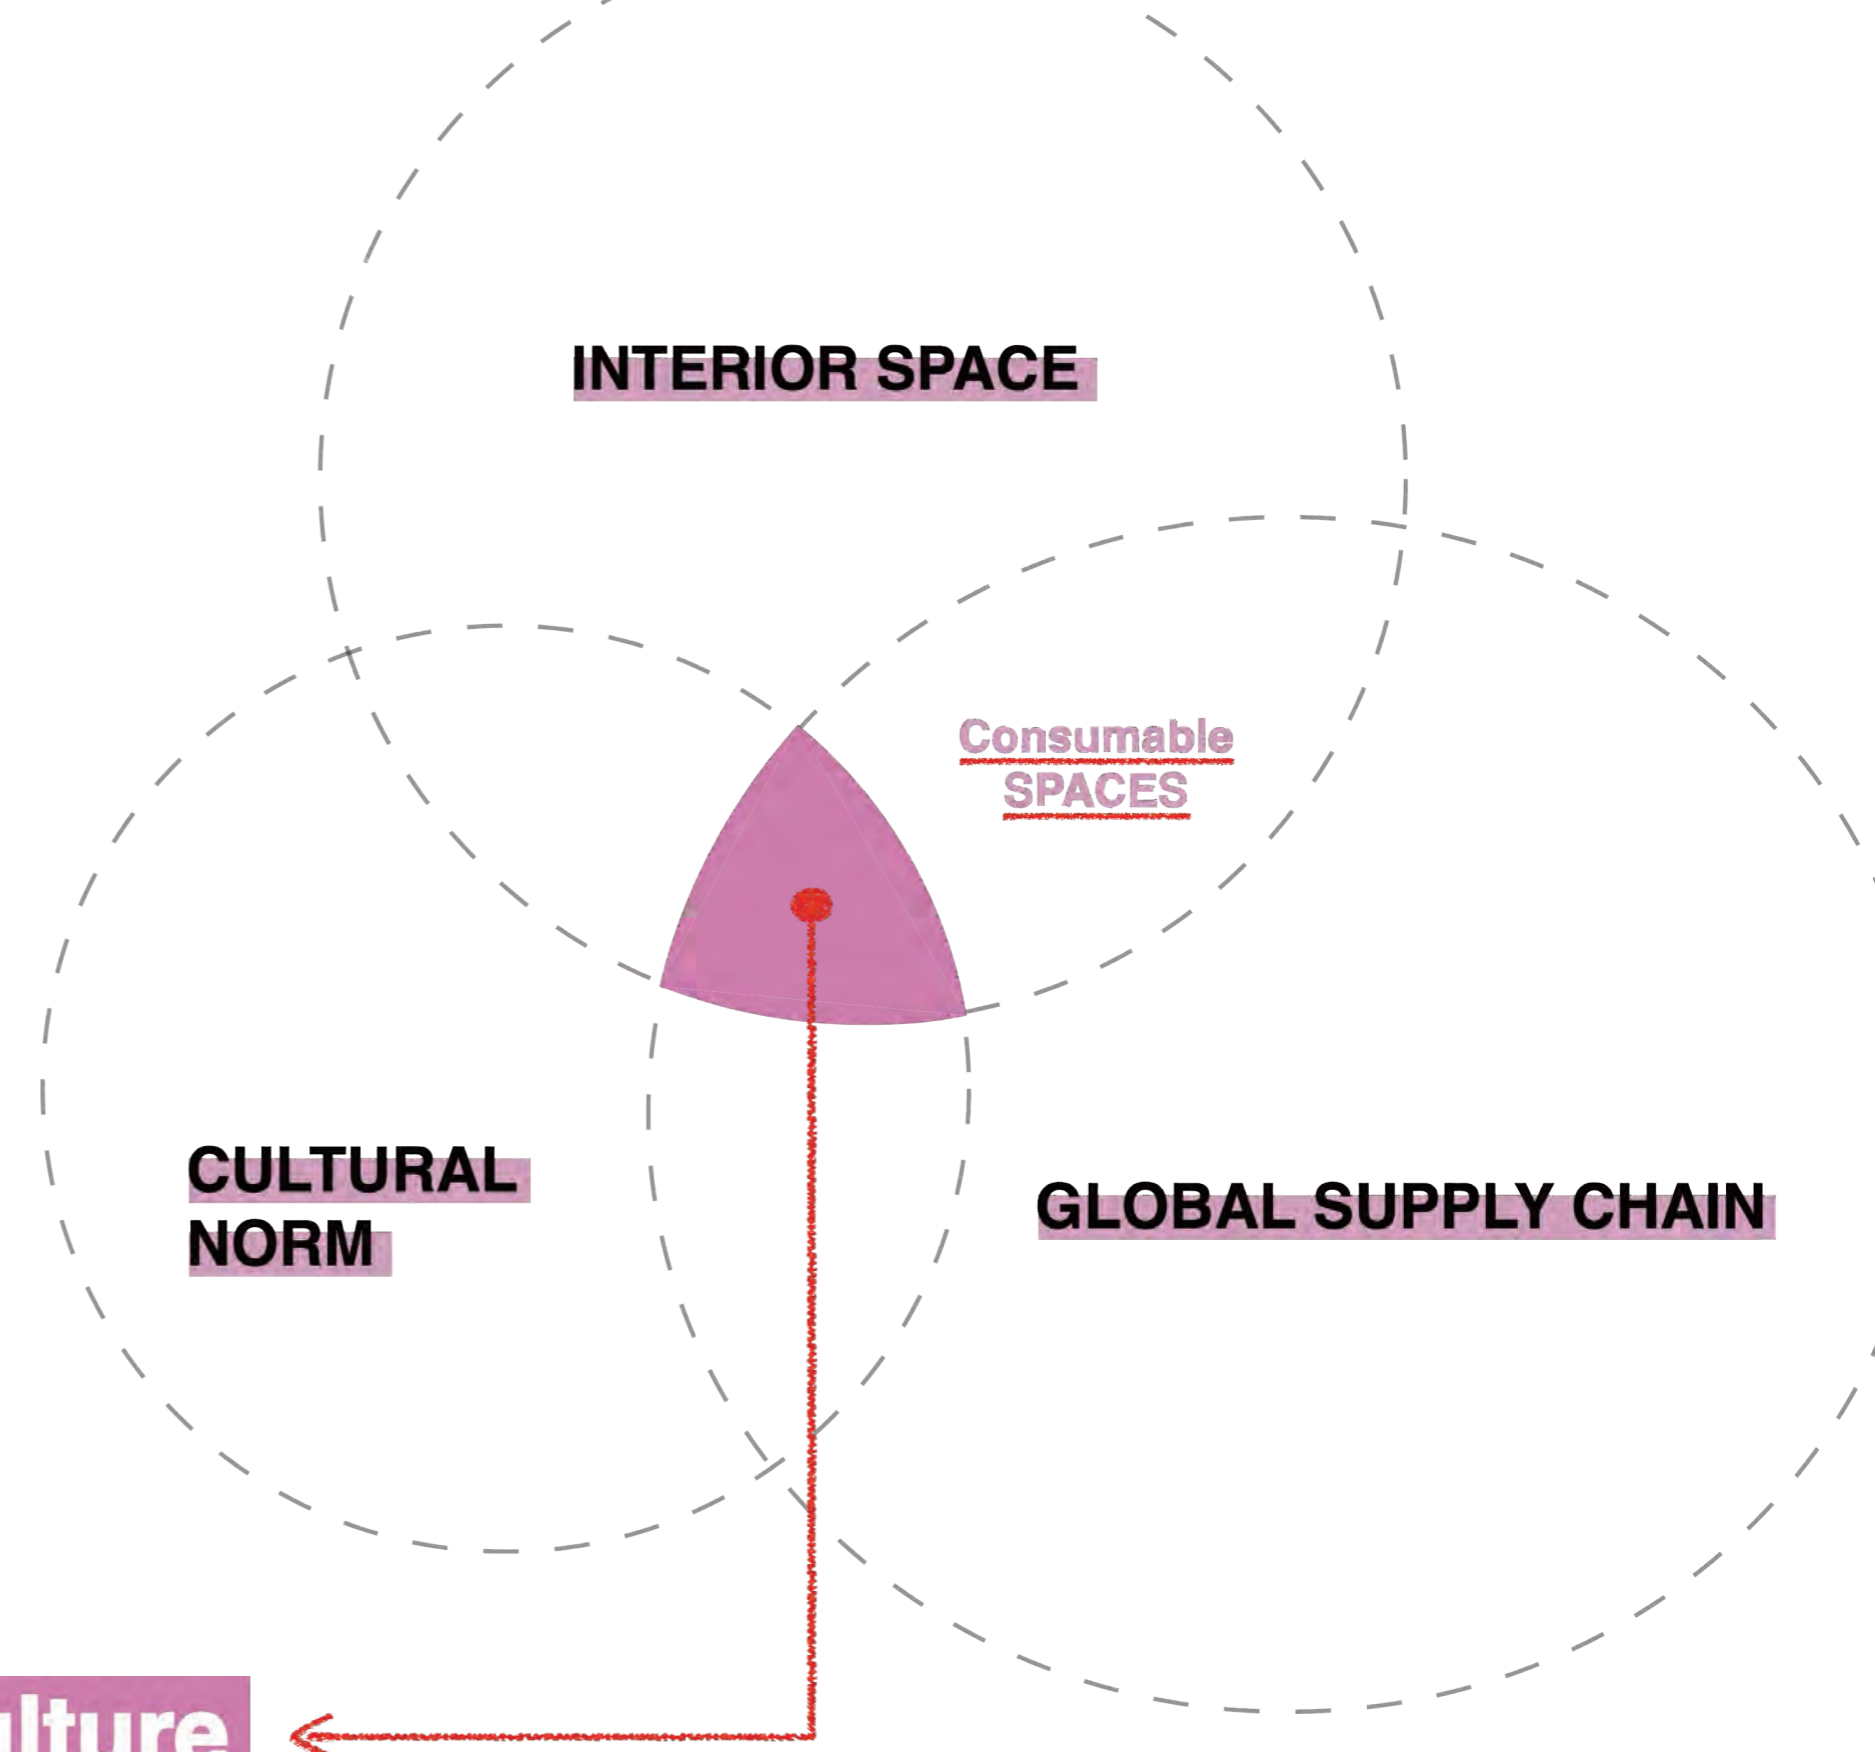 INTERIOR SPACE
Consumable
SPACES
CULTURAL
NORM
GLOBAL SUPPLY CHAIN